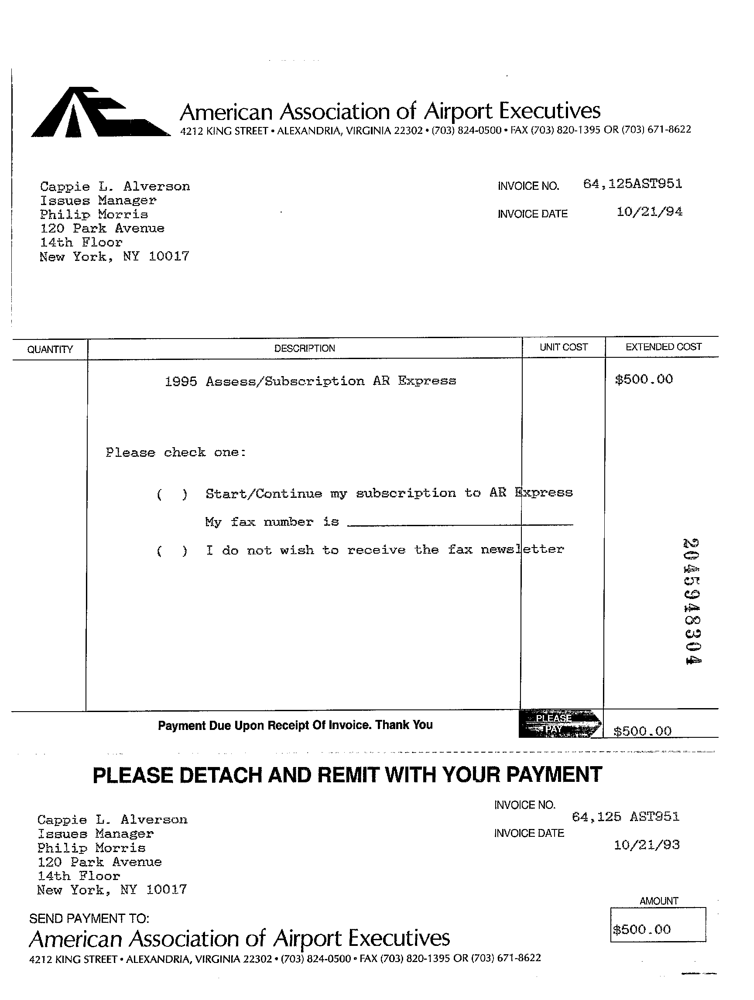 American Association of Airport Executives
4212 KING STREET • ALEXANDRIA, VIRGINIA 22302 • (703) 824-0500 • FAX (703) 820-1395 OR (703) 671-8622
Cappie L. Alverson
Issues Manager
Philip Morris
120 Park Avenue
14th Floor
New York, NY 10017
INVOICE NO. 64,125AST951
INVOICE DATE 10/21/94
QUANTITY DESCRIPTION UNIT COST EXTENDED COST
1995 Assess/Subscription AR Express $500.00
Please check one:
( ) Start/Continue my subscription to AR Express
My fax number is
( ) I do not wish to receive the fax newsletter
2045948304
Payment Due Upon Receipt Of Invoice. Thank You
PLEASE
PAY
$500.00
PLEASE DETACH AND REMIT WITH YOUR PAYMENT
Cappie L. Alverson
Issues Manager
Philip Morris
120 Park Avenue
14th Floor
New York, NY 10017
INVOICE NO.
64,125 AST951
INVOICE DATE
10/21/93
AMOUNT
$500.00
SEND PAYMENT TO:
American Association of Airport Executives
4212 KING STREET • ALEXANDRIA, VIRGINIA 22302 • (703) 824-0500 • FAX (703) 820-1395 OR (703) 671-8622